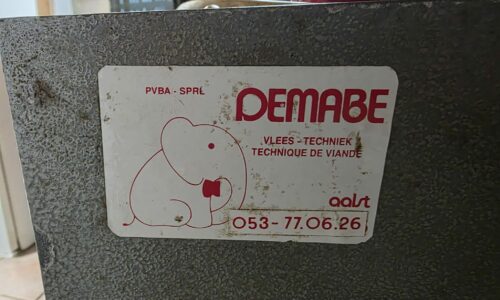 PVBA - SPRL
DEMABE
VLEES - TECHNIEK
TECHNIQUE DE VIANDE
aalst
053-77.06.26